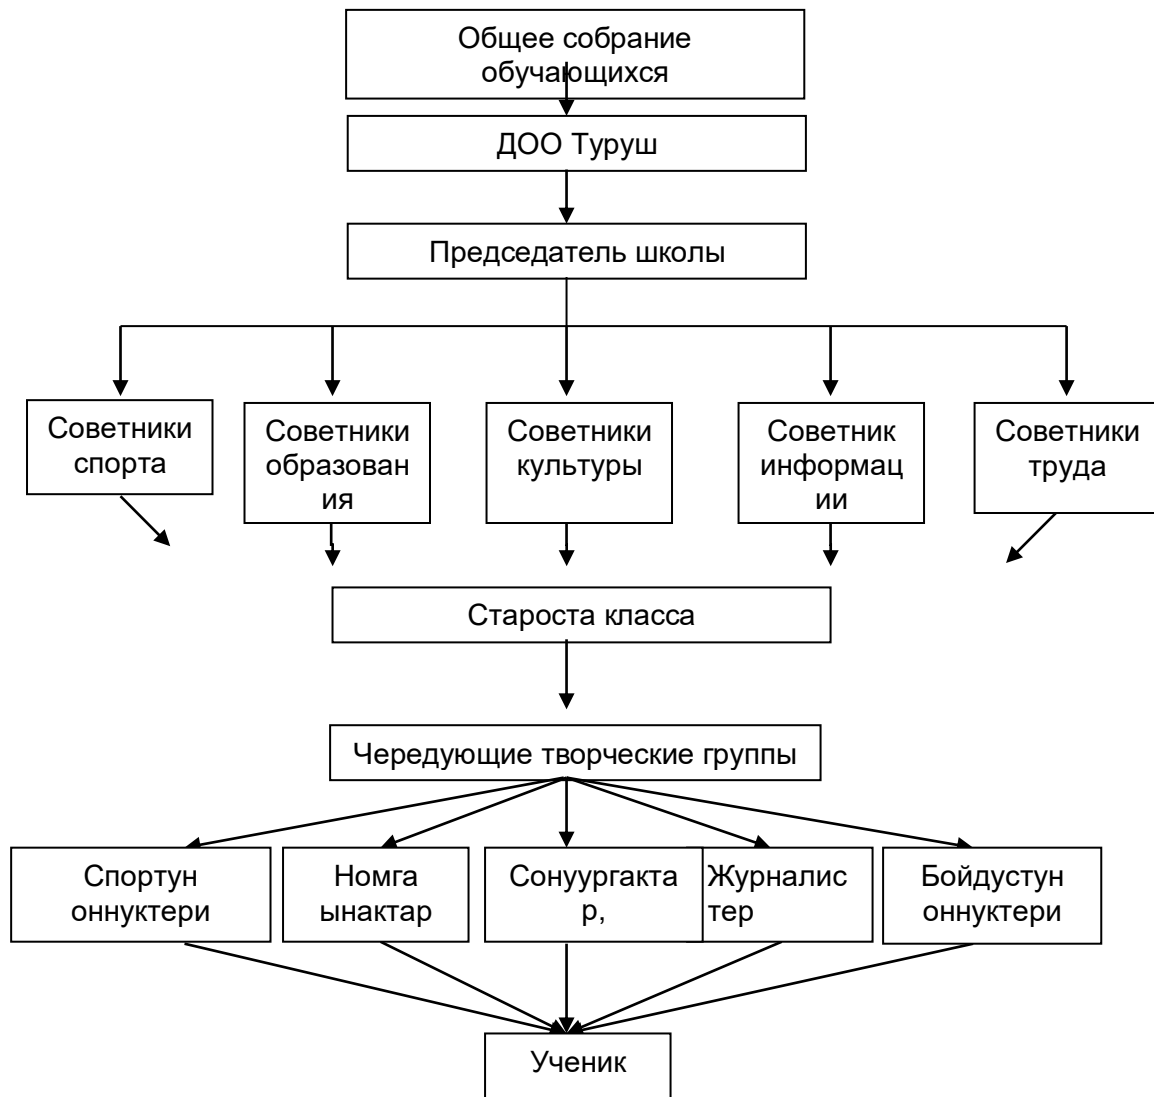 Общее собрание
обучающихся
ДОО Туруш
Председатель школы
Советники
спорта
Советники
образован
ия
Советники
культуры
Советник
информац
ии
Советники
труда
Староста класса
Чередующие творческие группы
Спортун
оннуктери
Номга
ынактар
Сонуургакта
р,
Журналис
тер
Бойдустун
оннуктери
Ученик